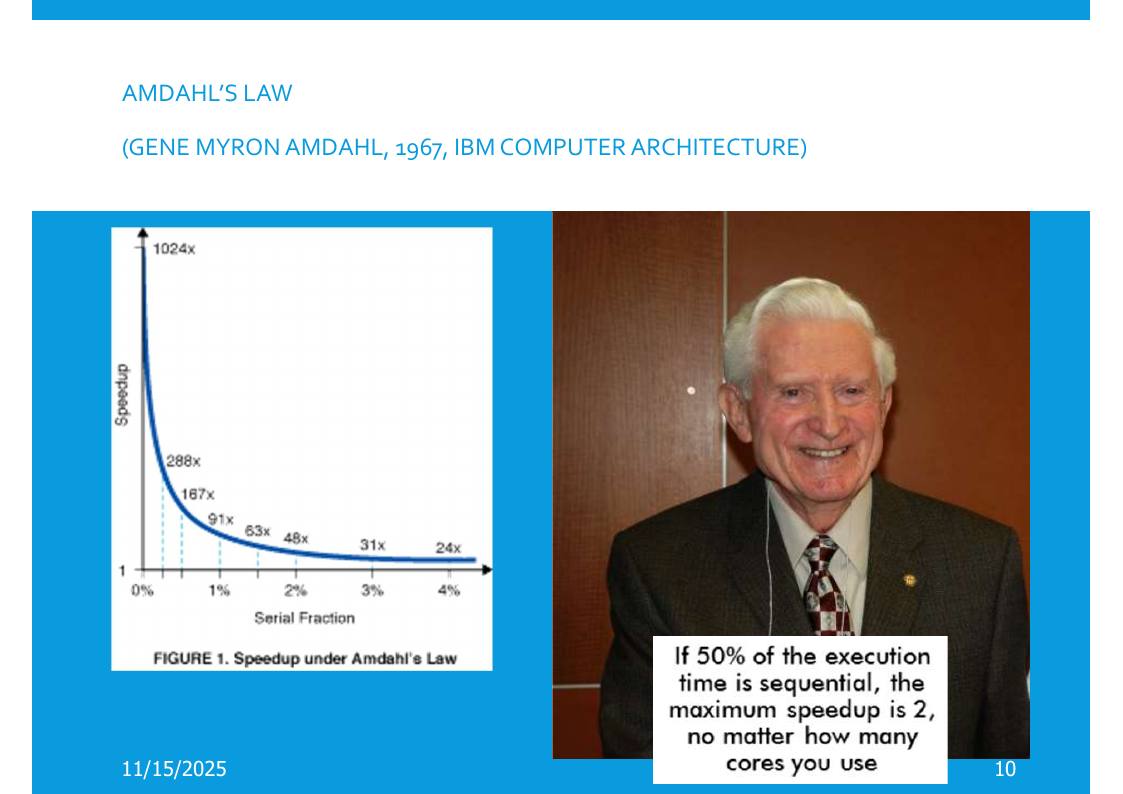 AMDAHL’S LAW
(GENE MYRON AMDAHL, 1967, IBM COMPUTER ARCHITECTURE)
1024x
Speedup
288x
167x
91x
63x
48x
31x
24x
1
0%
1%
2%
3%
4%
Serial Fraction
FIGURE 1. Speedup under Amdahl's Law
If 50% of the execution
time is sequential, the
maximum speedup is 2,
no matter how many
cores you use
11/15/2025
10